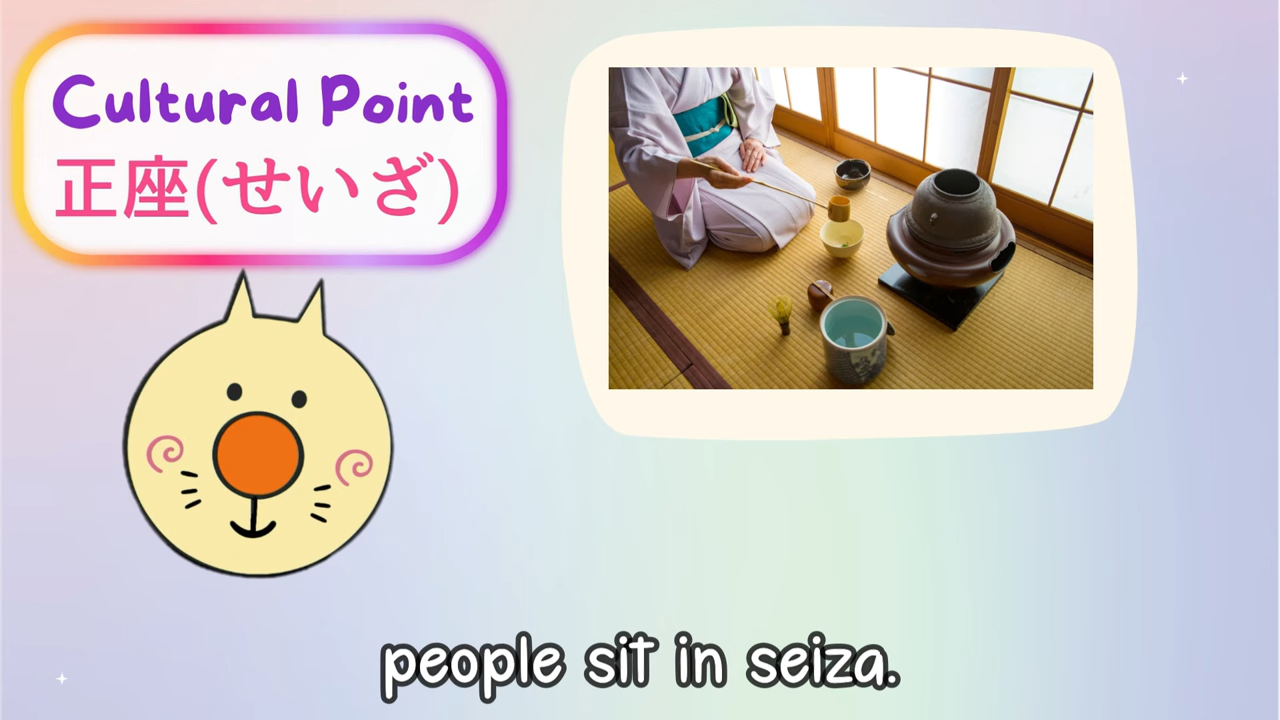 Cultural Point
正座(せいざ)
people sit in seiza.